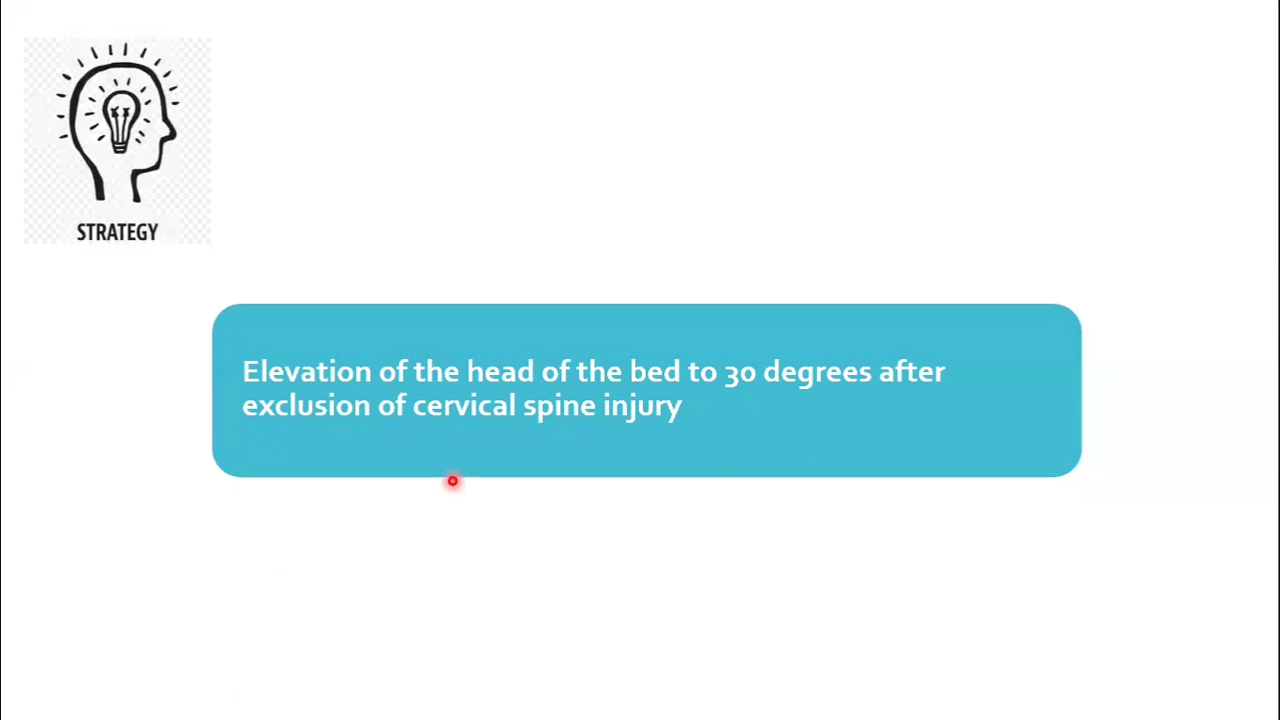 STRATEGY
Elevation of the head of the bed to 30 degrees after
exclusion of cervical spine injury